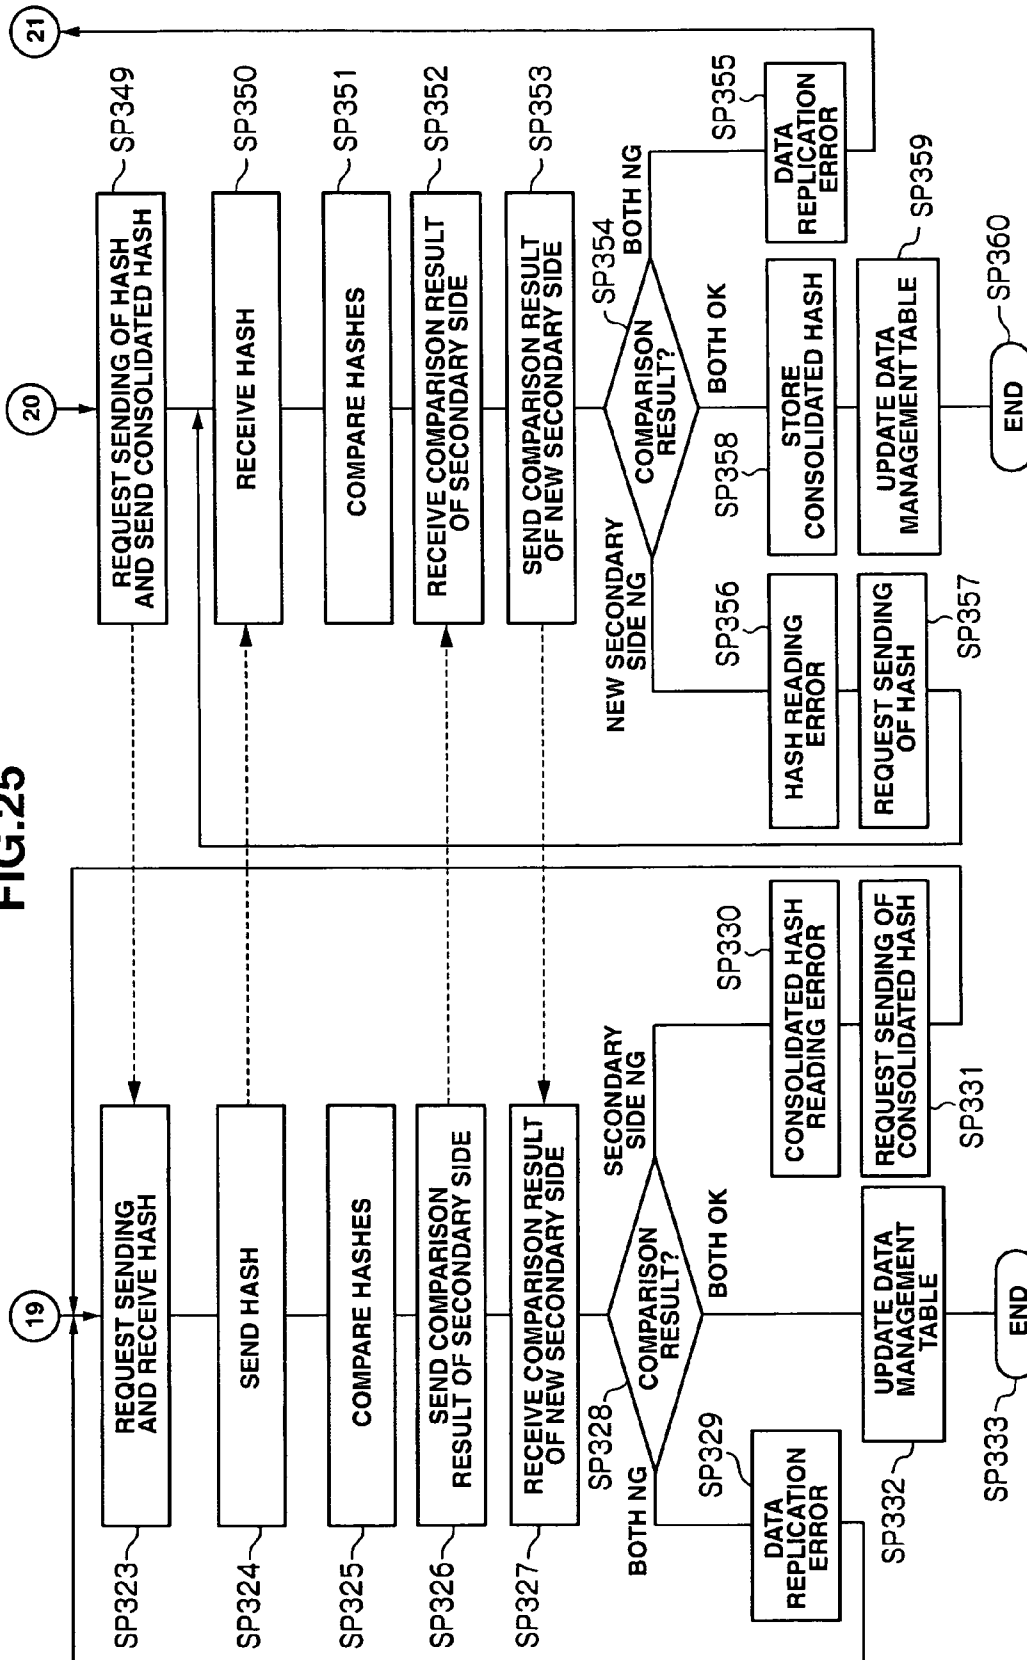 FIG.25
19
REQUEST SENDING
AND RECEIVE HASH
SP323
SEND HASH
SP324
COMPARE HASHES
SP325
SEND COMPARISON
RESULT OF SECONDARY SIDE
SP326
RECEIVE COMPARISON RESULT
OF NEW SECONDARY SIDE
SP327
COMPARISON
RESULT?
SP328
BOTH NG
BOTH OK
SECONDARY
SIDE NG
DATA
REPLICATION
ERROR
SP329
CONSOLIDATED HASH
READING ERROR
SP330
REQUEST SENDING OF
CONSOLIDATED HASH
SP331
UPDATE DATA
MANAGEMENT
TABLE
SP332
END
SP333
20
REQUEST SENDING OF HASH
AND SEND CONSOLIDATED HASH
SP349
RECEIVE HASH
SP350
COMPARE HASHES
SP351
RECEIVE COMPARISON RESULT
OF SECONDARY SIDE
SP352
SEND COMPARISON RESULT
OF NEW SECONDARY SIDE
SP353
COMPARISON
RESULT?
SP354
NEW SECONDARY
SIDE NG
BOTH OK
BOTH NG
DATA
REPLICATION
ERROR
SP355
21
HASH READING
ERROR
SP356
REQUEST SENDING
OF HASH
SP357
STORE
CONSOLIDATED HASH
SP358
UPDATE DATA
MANAGEMENT TABLE
SP359
END
SP360